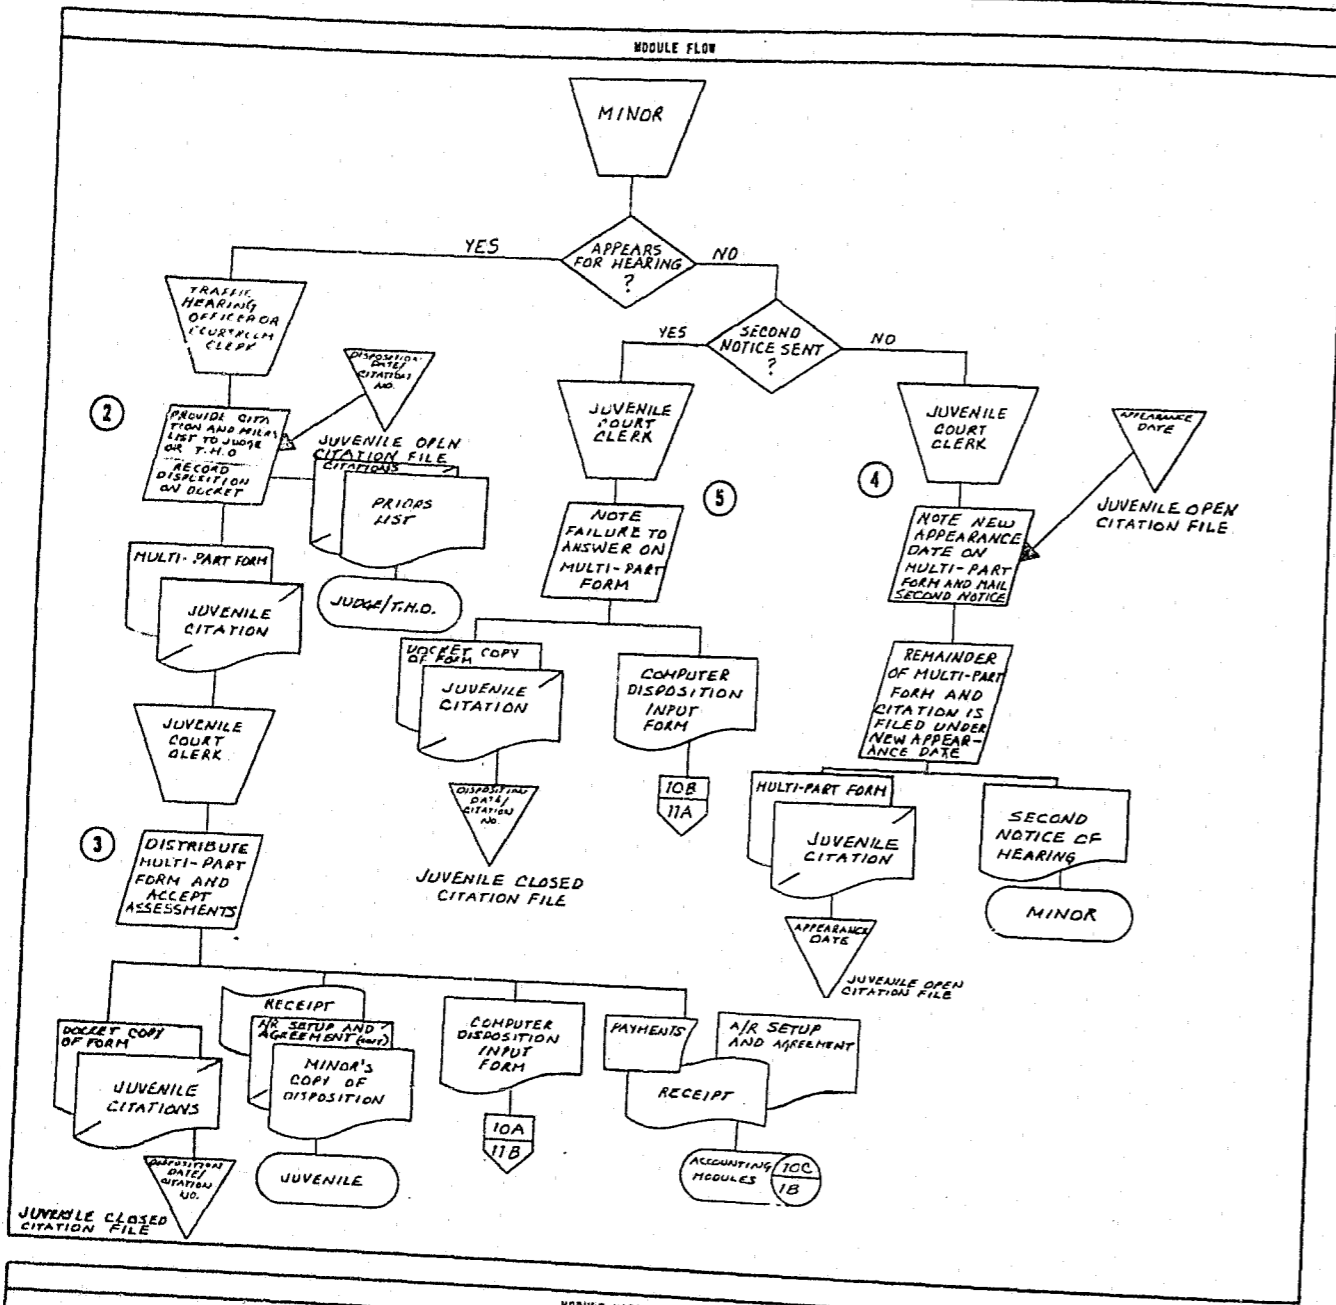 MODULE FLOW
MINOR
APPEARS
FOR HEARING
?
YES
NO
SECOND
NOTICE SENT
?
YES
NO
TRAFFIC
HEARING
OFFICER OR
COURTROOM
CLERK
DISPOSITION
DATE/
CITATION
NO.
JUVENILE OPEN
CITATION FILE
2
PROVIDE CITA
TION AND PRIORS
LIST TO JUDGE
OR T.H.O
RECORD
DISPOSITION
ON DOCKET
CITATIONS
PRIORS
LIST
JUDGE/T.H.O.
MULTI-PART FORM
JUVENILE
CITATION
JUVENILE
COURT
CLERK
3
DISTRIBUTE
MULTI-PART
FORM AND
ACCEPT
ASSESSMENTS
DOCKET COPY
OF FORM
JUVENILE
CITATIONS
DISPOSITION
DATE/
CITATION
NO.
JUVENILE CLOSED
CITATION FILE
RECEIPT
A/R SETUP AND
AGREEMENT
MINOR'S
COPY OF
DISPOSITION
JUVENILE
COMPUTER
DISPOSITION
INPUT
FORM
10A
11B
PAYMENTS
A/R SETUP
AND AGREEMENT
RECEIPT
ACCOUNTING
MODULES
10C
1B
JUVENILE
COURT
CLERK
5
NOTE
FAILURE TO
ANSWER ON
MULTI-PART
FORM
DOCKET COPY
OF FORM
JUVENILE
CITATION
DISPOSITION
DATE/
CITATION
NO.
JUVENILE CLOSED
CITATION FILE
COMPUTER
DISPOSITION
INPUT
FORM
10B
11A
JUVENILE
COURT
CLERK
4
APPEARANCE
DATE
JUVENILE OPEN
CITATION FILE
NOTE NEW
APPEARANCE
DATE ON
MULTI-PART
FORM AND MAIL
SECOND NOTICE
REMAINDER
OF MULTI-PART
FORM AND
CITATION IS
FILED UNDER
NEW APPEAR-
ANCE DATE
MULTI-PART FORM
JUVENILE
CITATION
APPEARANCE
DATE
JUVENILE OPEN
CITATION FILE
SECOND
NOTICE OF
HEARING
MINOR